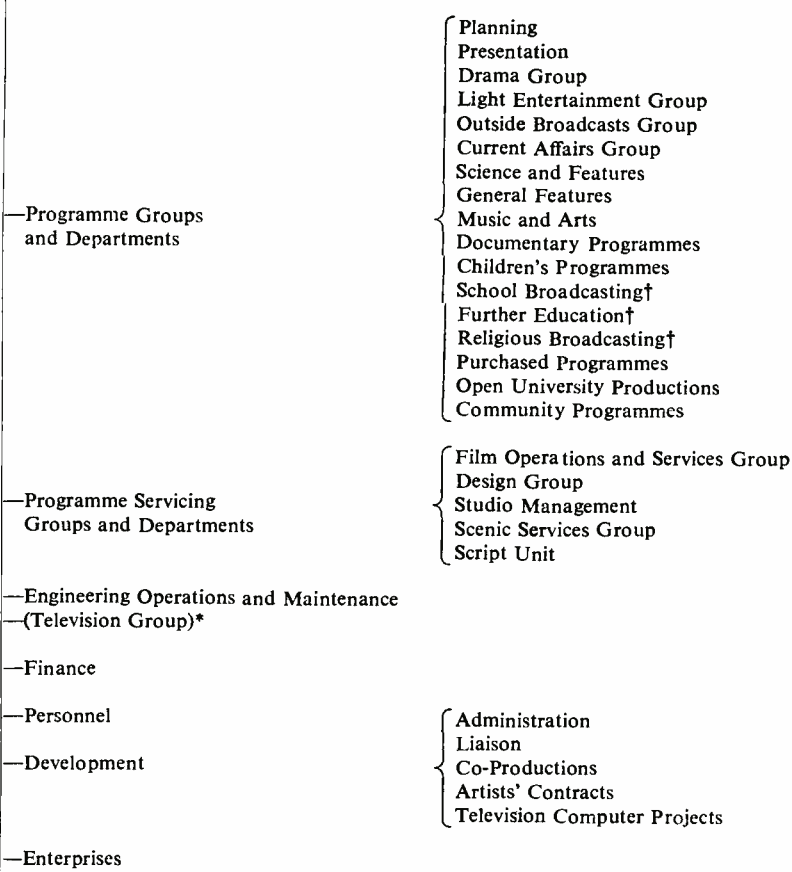 Planning
Presentation
Drama Group
Light Entertainment Group
Outside Broadcasts Group
Current Affairs Group
Science and Features
General Features
—Programme Groups
and Departments
Music and Arts
Documentary Programmes
Children's Programmes
School Broadcasting†
Further Education†
Religious Broadcasting†
Purchased Programmes
Open University Productions
Community Programmes
Film Operations and Services Group
Design Group
—Programme Servicing
Groups and Departments
Studio Management
Scenic Services Group
Script Unit
—Engineering Operations and Maintenance
—(Television Group)*
—Finance
—Personnel
—Development
Administration
Liaison
Co-Productions
Artists' Contracts
Television Computer Projects
—Enterprises